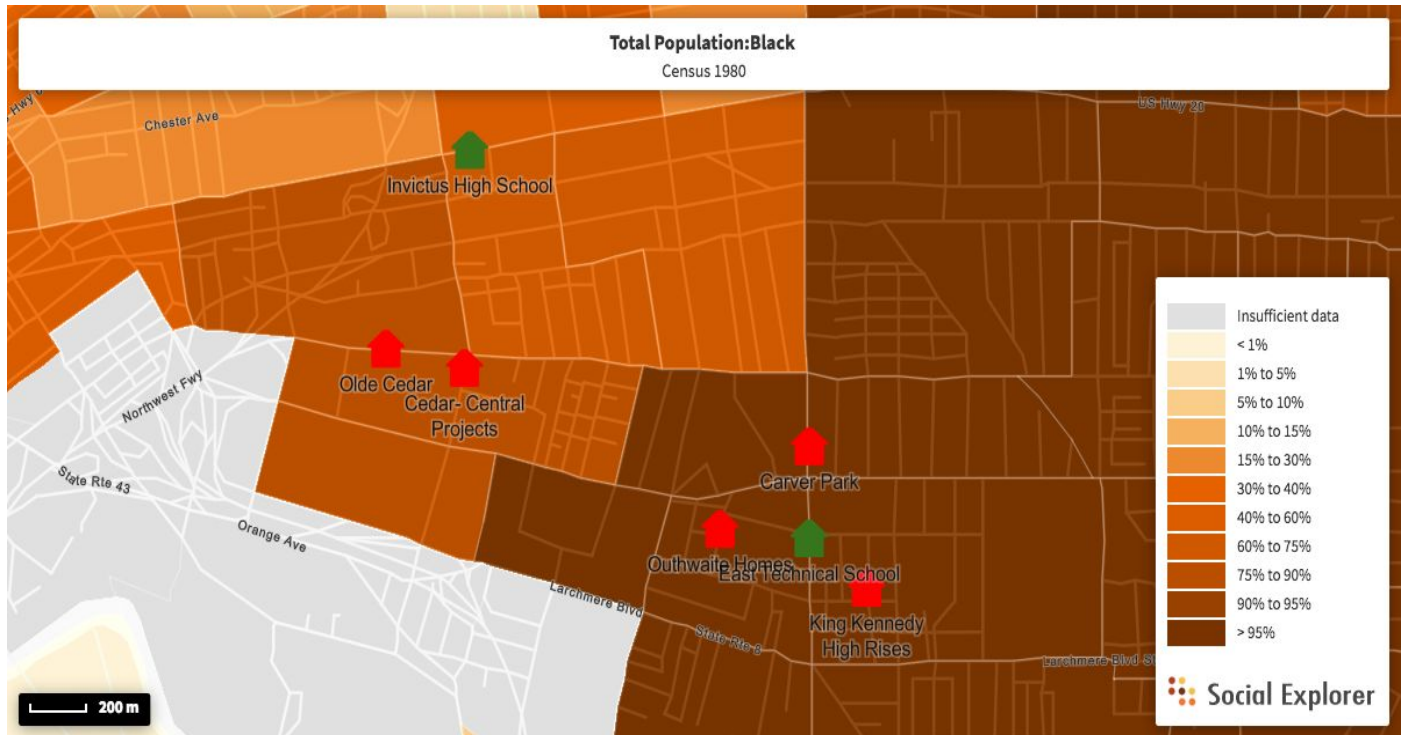 Total Population:Black
Census 1980
Chester Ave
US Hwy 20
Invictus High School
Olde Cedar
Cedar- Central
Projects
Northwest Fwy
State Rte 43
Orange Ave
Carver Park
Outhwaite Homes
East Technical School
Larchmere Blvd
King Kennedy
High Rises
State Rte 8
Larchmere Blvd
Insufficient data
< 1%
1% to 5%
5% to 10%
10% to 15%
15% to 30%
30% to 40%
40% to 60%
60% to 75%
75% to 90%
90% to 95%
> 95%
Social Explorer
200 m